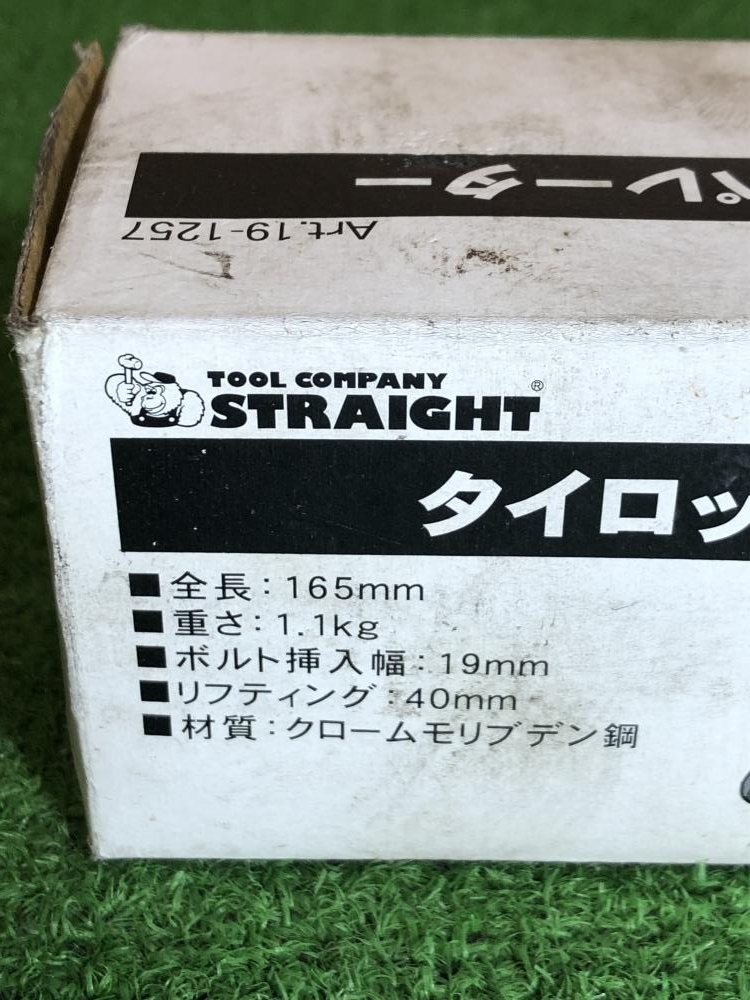 ペレーター
Art.19-1257
TOOL COMPANY
STRAIGHT®
タイロッ
■全長：165mm
■重さ：1.1kg
■ボルト挿入幅：19mm
■リフティング：40mm
■材質：クロームモリブデン鋼